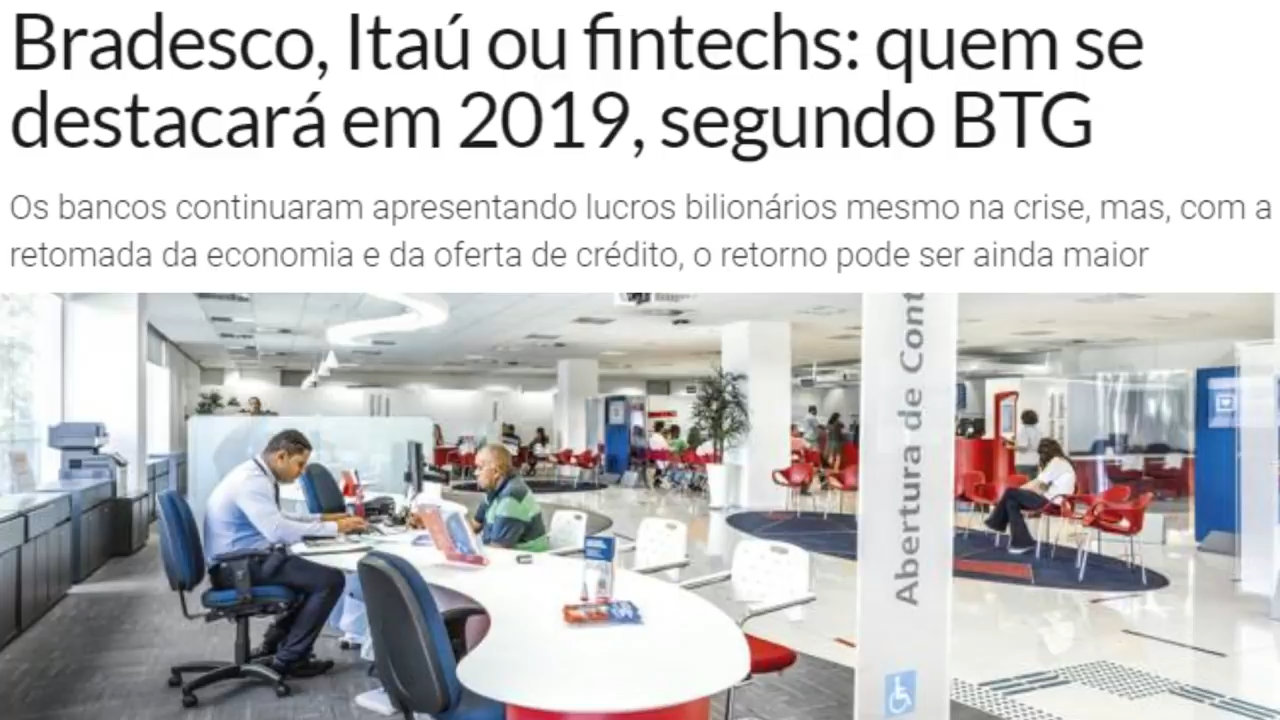 Bradesco, Itaú ou fintechs: quem se
destacará em 2019, segundo BTG
Os bancos continuaram apresentando lucros bilionários mesmo na crise, mas, com a
retomada da economia e da oferta de crédito, o retorno pode ser ainda maior
Abertura de Cont